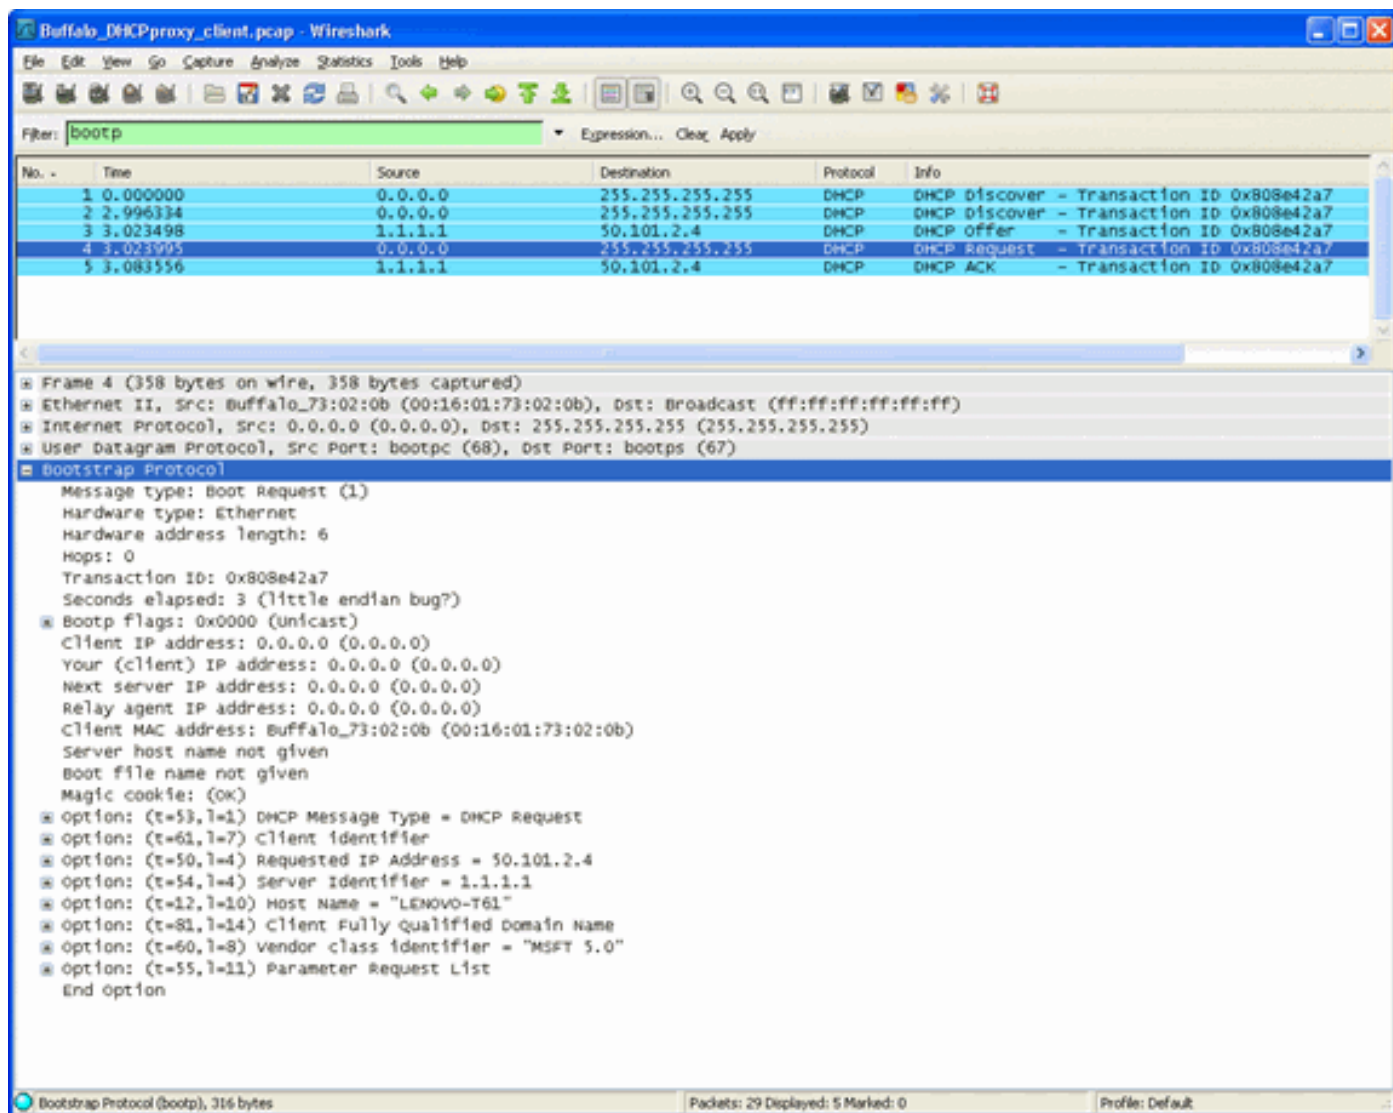 Buffalo_DHCPproxy_client.pcap - Wireshark
File Edit View Go Capture Analyze Statistics Tools Help
Filter: bootp Expression... Clear Apply
No. - Time Source Destination Protocol Info
1 0.000000 0.0.0.0 255.255.255.255 DHCP DHCP Discover - Transaction ID 0x808e42a7
2 2.996334 0.0.0.0 255.255.255.255 DHCP DHCP Discover - Transaction ID 0x808e42a7
3 3.023498 1.1.1.1 50.101.2.4 DHCP DHCP Offer - Transaction ID 0x808e42a7
4 3.023995 0.0.0.0 255.255.255.255 DHCP DHCP Request - Transaction ID 0x808e42a7
5 3.083556 1.1.1.1 50.101.2.4 DHCP DHCP ACK - Transaction ID 0x808e42a7
Frame 4 (358 bytes on wire, 358 bytes captured)
Ethernet II, Src: Buffalo_73:02:0b (00:16:01:73:02:0b), Dst: Broadcast (ff:ff:ff:ff:ff:ff)
Internet Protocol, Src: 0.0.0.0 (0.0.0.0), Dst: 255.255.255.255 (255.255.255.255)
User Datagram Protocol, Src Port: bootpc (68), Dst Port: bootps (67)
Bootstrap Protocol
Message type: Boot Request (1)
Hardware type: Ethernet
Hardware address length: 6
Hops: 0
Transaction ID: 0x808e42a7
Seconds elapsed: 3 (little endian bug?)
Bootp flags: 0x0000 (Unicast)
Client IP address: 0.0.0.0 (0.0.0.0)
Your (client) IP address: 0.0.0.0 (0.0.0.0)
Next server IP address: 0.0.0.0 (0.0.0.0)
Relay agent IP address: 0.0.0.0 (0.0.0.0)
Client MAC address: Buffalo_73:02:0b (00:16:01:73:02:0b)
Server host name not given
Boot file name not given
Magic cookie: (OK)
Option: (t=53,l=1) DHCP Message Type = DHCP Request
Option: (t=61,l=7) Client identifier
Option: (t=50,l=4) Requested IP Address = 50.101.2.4
Option: (t=54,l=4) Server Identifier = 1.1.1.1
Option: (t=12,l=10) Host Name = "LENOVO-T61"
Option: (t=81,l=14) Client Fully Qualified Domain Name
Option: (t=60,l=8) Vendor class identifier = "MSFT 5.0"
Option: (t=55,l=11) Parameter Request List
End Option
Bootstrap Protocol (bootp), 316 bytes Packets: 29 Displayed: 5 Marked: 0 Profile: Default